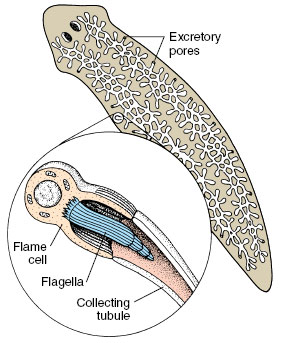 Excretory
pores
Flame
cell
Flagella
Collecting
tubule